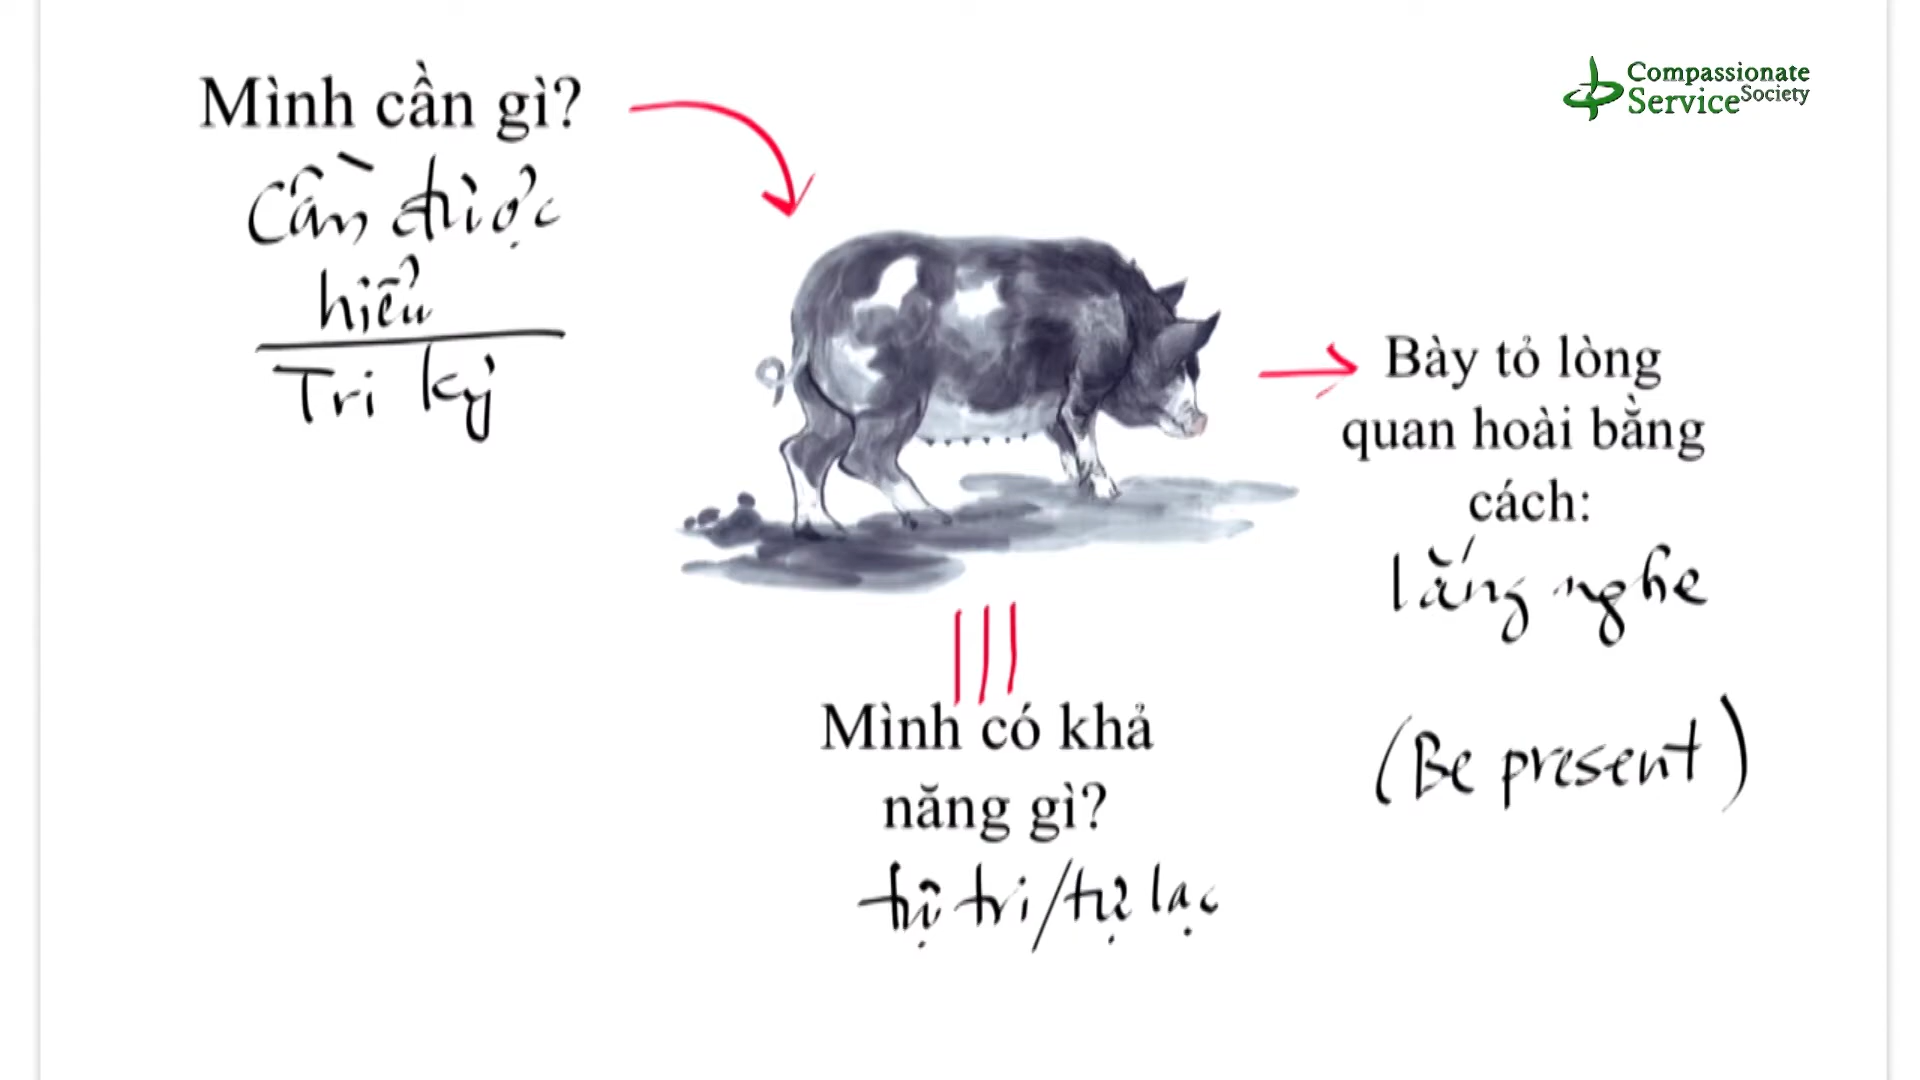 Mình cần gì?
Cần được
hiểu
Tri kỷ
Compassionate
Service Society
Bày tỏ lòng
quan hoài bằng
cách:
lắng nghe
(Be present)
Mình có khả
năng gì?
tự tri/tự lạc